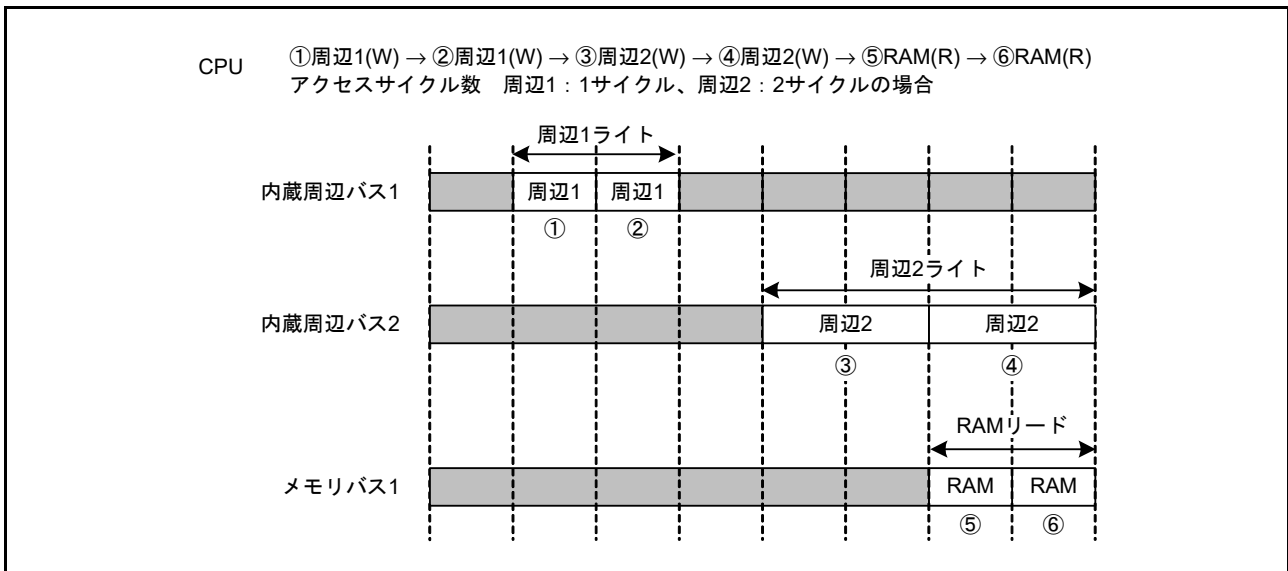 CPU ①周辺1(W) → ②周辺1(W) → ③周辺2(W) → ④周辺2(W) → ⑤RAM(R) → ⑥RAM(R)
アクセスサイクル数 周辺1：1サイクル、周辺2：2サイクルの場合
周辺1ライト
内蔵周辺バス1 周辺1 周辺1
① ②
周辺2ライト
内蔵周辺バス2 周辺2 周辺2
③ ④
RAMリード
メモリバス1 RAM RAM
⑤ ⑥